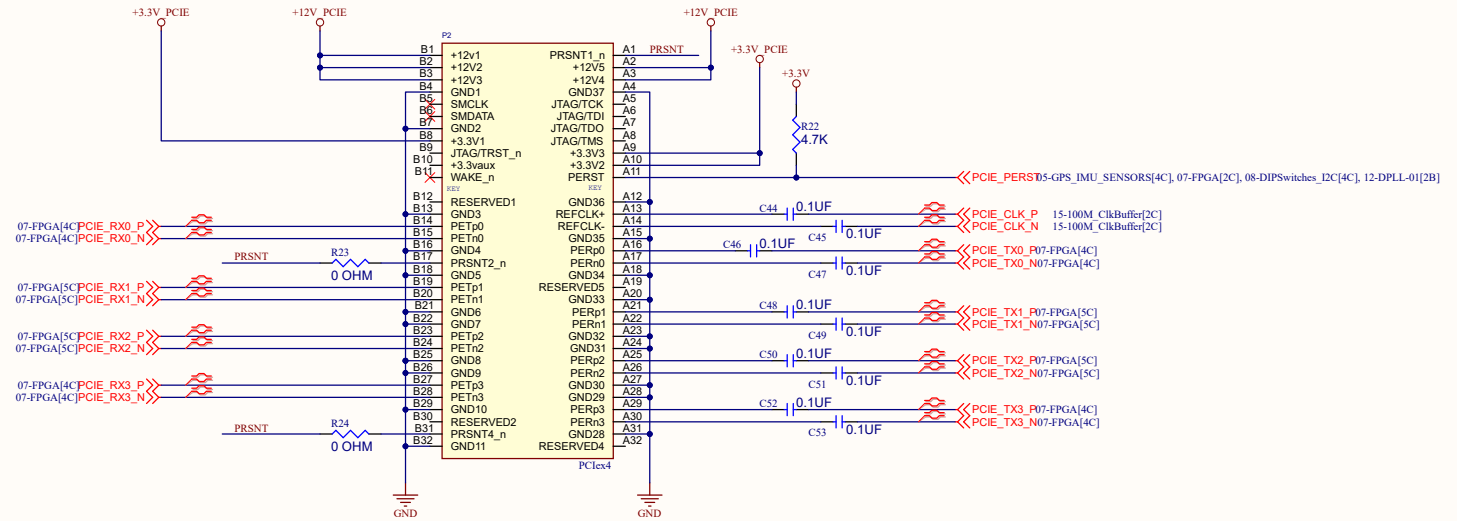 +3.3V_PCIE
+12V_PCIE
+12V_PCIE
P2
B1 +12v1 PRSNT1_n A1 PRSNT
+3.3V_PCIE
B2 +12V2 +12V5 A2
B3 +12V3 +12V4 A3
+3.3V
B4 GND1 GND37 A4
B5 SMCLK JTAG/TCK A5
B6 SMDATA JTAG/TDI A6
B7 GND2 JTAG/TDO A7
R22
B8 +3.3V1 JTAG/TMS A8
4.7K
B9 JTAG/TRST_n +3.3V3 A9
B10 +3.3vaux +3.3V2 A10
B11 WAKE_n PERST A11 PCIE_PERST 05-GPS_IMU_SENSORS[4C], 07-FPGA[2C], 08-DIPSwitches_I2C[4C], 12-DPLL-01[2B]
KEY KEY
B12 RESERVED1 GND36 A12
B13 GND3 REFCLK+ A13 C44 0.1UF PCIE_CLK_P 15-100M_ClkBuffer[2C]
07-FPGA[4C] PCIE_RX0_P B14 PETp0 REFCLK- A14 C45 0.1UF PCIE_CLK_N 15-100M_ClkBuffer[2C]
07-FPGA[4C] PCIE_RX0_N B15 PETn0 GND35 A15
B16 GND4 PERp0 A16 C46 0.1UF PCIE_TX0_P 07-FPGA[4C]
PRSNT R23 0 OHM B17 PRSNT2_n PERn0 A17 C47 0.1UF PCIE_TX0_N 07-FPGA[4C]
B18 GND5 GND34 A18
07-FPGA[5C] PCIE_RX1_P B19 PETp1 RESERVED5 A19
07-FPGA[5C] PCIE_RX1_N B20 PETn1 GND33 A20
B21 GND6 PERp1 A21 C48 0.1UF PCIE_TX1_P 07-FPGA[5C]
B22 GND7 PERn1 A22 C49 0.1UF PCIE_TX1_N 07-FPGA[5C]
07-FPGA[5C] PCIE_RX2_P B23 PETp2 GND32 A23
07-FPGA[5C] PCIE_RX2_N B24 PETn2 GND31 A24
B25 GND8 PERp2 A25 C50 0.1UF PCIE_TX2_P 07-FPGA[5C]
B26 GND9 PERn2 A26 C51 0.1UF PCIE_TX2_N 07-FPGA[5C]
07-FPGA[4C] PCIE_RX3_P B27 PETp3 GND30 A27
07-FPGA[4C] PCIE_RX3_N B28 PETn3 GND29 A28
B29 GND10 PERp3 A29 C52 0.1UF PCIE_TX3_P 07-FPGA[4C]
B30 RESERVED2 PERn3 A30 C53 0.1UF PCIE_TX3_N 07-FPGA[4C]
PRSNT R24 0 OHM B31 PRSNT4_n GND28 A31
B32 GND11 RESERVED4 A32
PCIex4
GND
GND